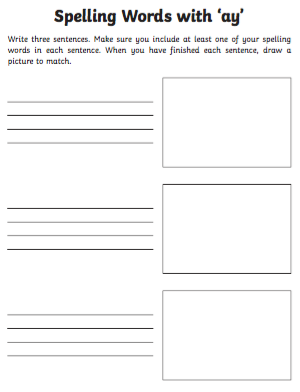 Spelling Words with ‘ay’
Write three sentences. Make sure you include at least one of your spelling
words in each sentence. When you have finished each sentence, draw a
picture to match.